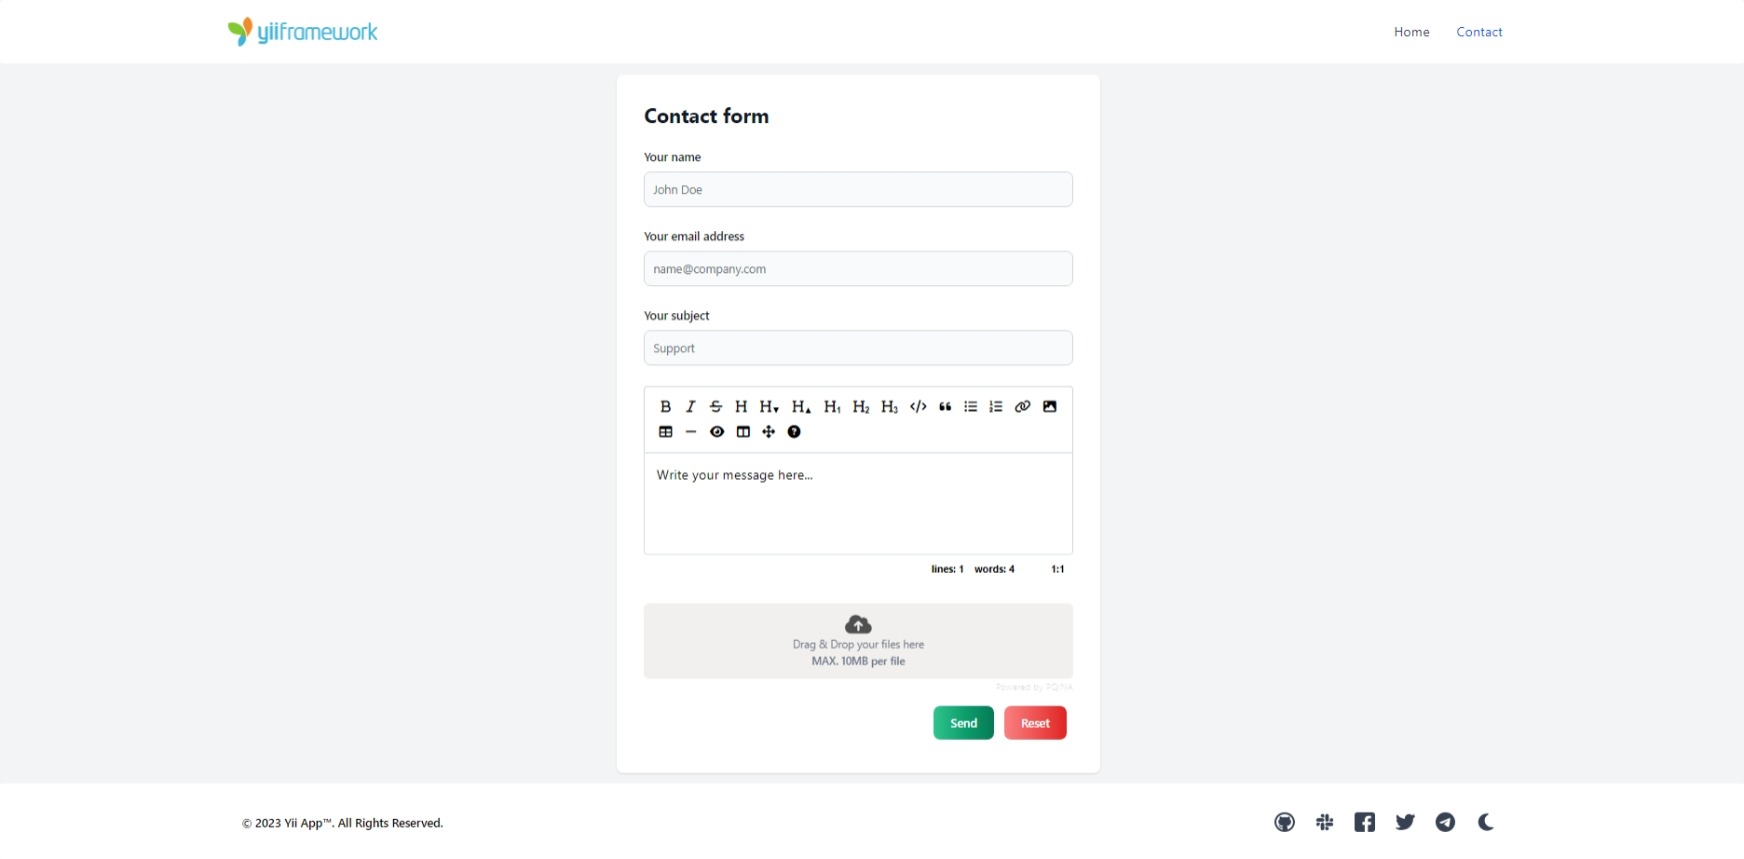 yiiframework
Home Contact
Contact form
Your name
John Doe
Your email address
name@company.com
Your subject
Support
B I S H H H H1 H2 H3
Write your message here...
lines: 1 words: 4 1:1
Drag & Drop your files here
MAX. 10MB per file
Powered by PQINA
Send Reset
© 2023 Yii App™. All Rights Reserved.